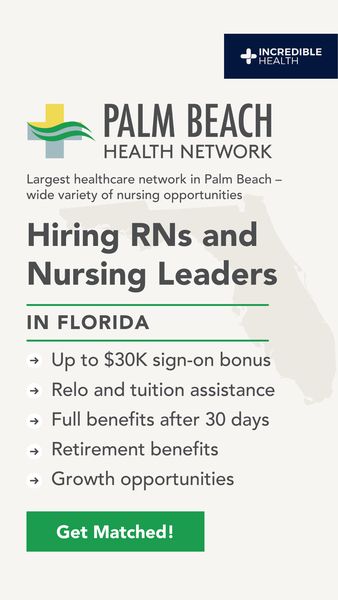 INCREDIBLE
HEALTH
PALM BEACH
HEALTH NETWORK
Largest healthcare network in Palm Beach –
wide variety of nursing opportunities
Hiring RNs and
Nursing Leaders
IN FLORIDA
→ Up to $30K sign-on bonus
→ Relo and tuition assistance
→ Full benefits after 30 days
→ Retirement benefits
→ Growth opportunities
Get Matched!